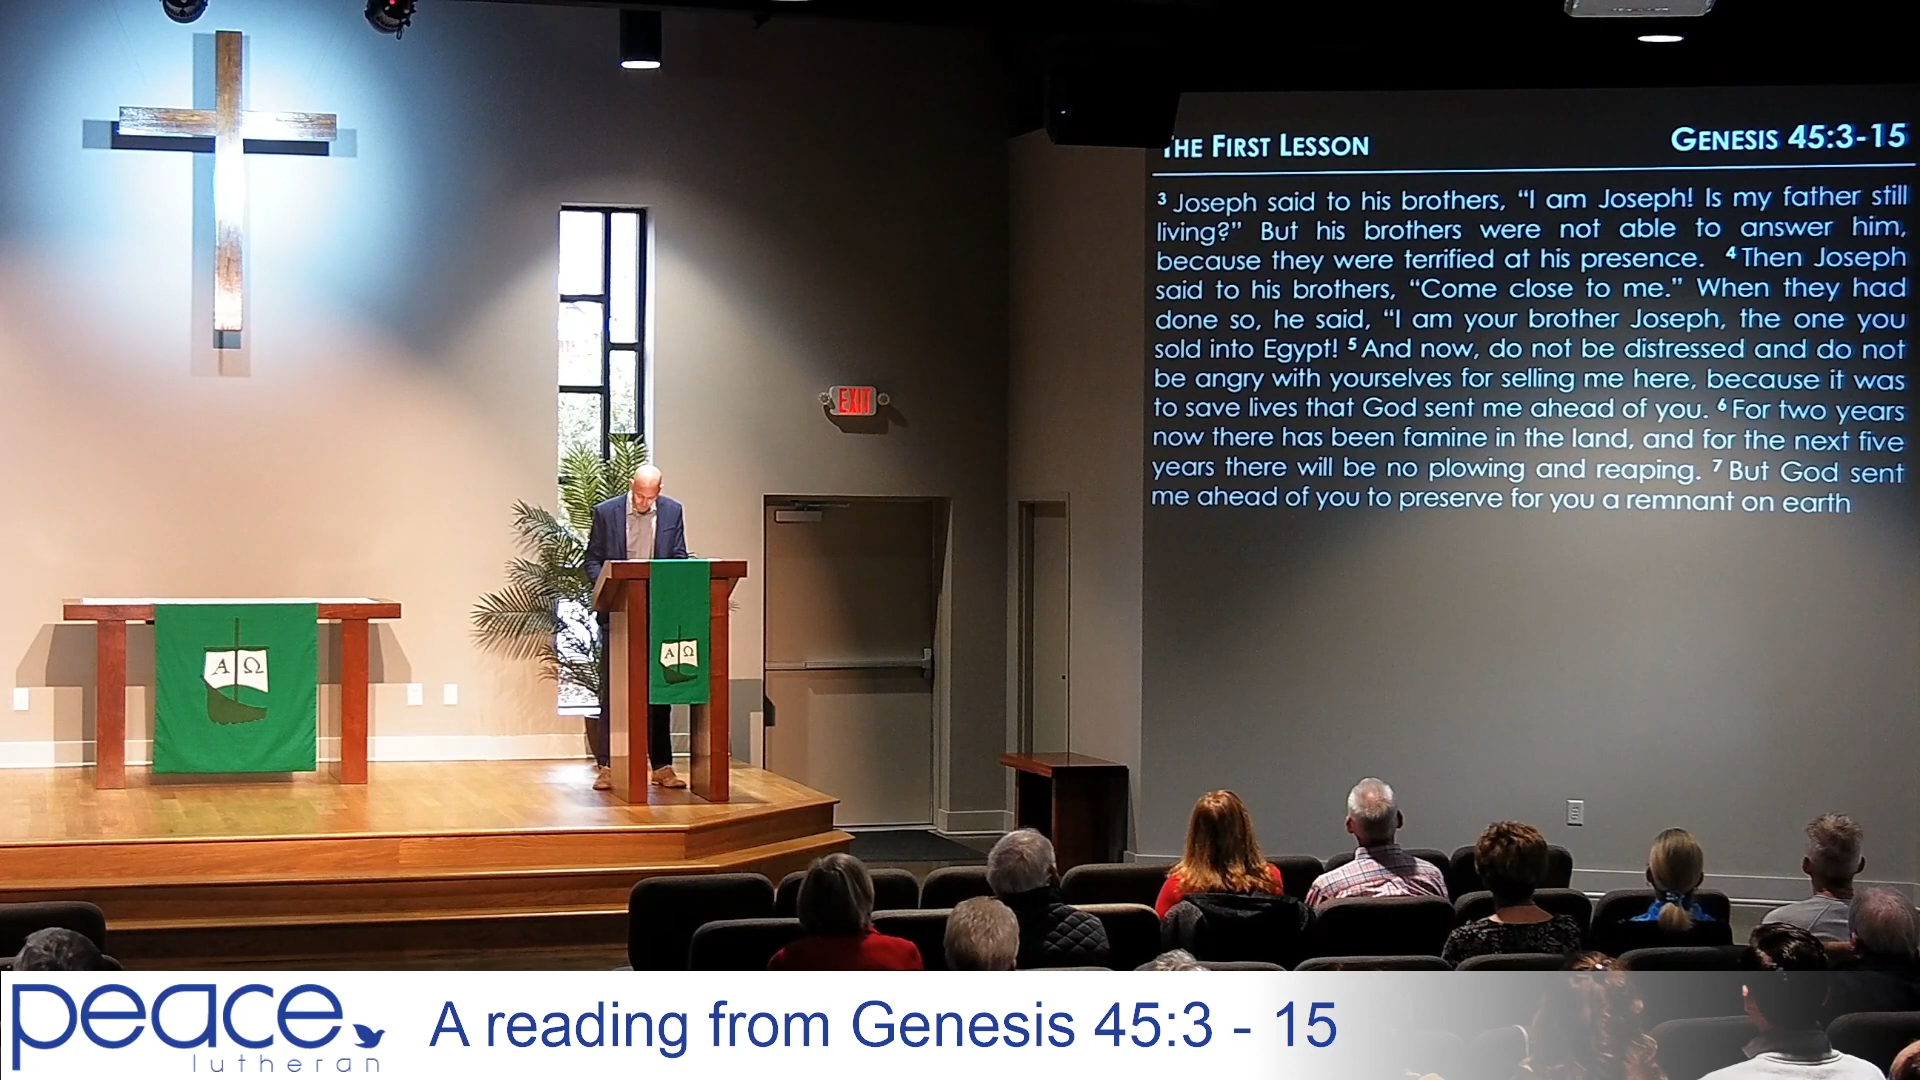 THE FIRST LESSON
GENESIS 45:3-15
3 Joseph said to his brothers, “I am Joseph! Is my father still
living?” But his brothers were not able to answer him,
because they were terrified at his presence. 4 Then Joseph
said to his brothers, “Come close to me.” When they had
done so, he said, “I am your brother Joseph, the one you
sold into Egypt! 5 And now, do not be distressed and do not
be angry with yourselves for selling me here, because it was
to save lives that God sent me ahead of you. 6 For two years
now there has been famine in the land, and for the next five
years there will be no plowing and reaping. 7 But God sent
me ahead of you to preserve for you a remnant on earth
EXIT
Α Ω
Α Ω
peace
lutheran
A reading from Genesis 45:3 - 15